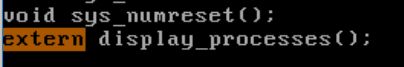 void sys_numreset();
extern display_processes();